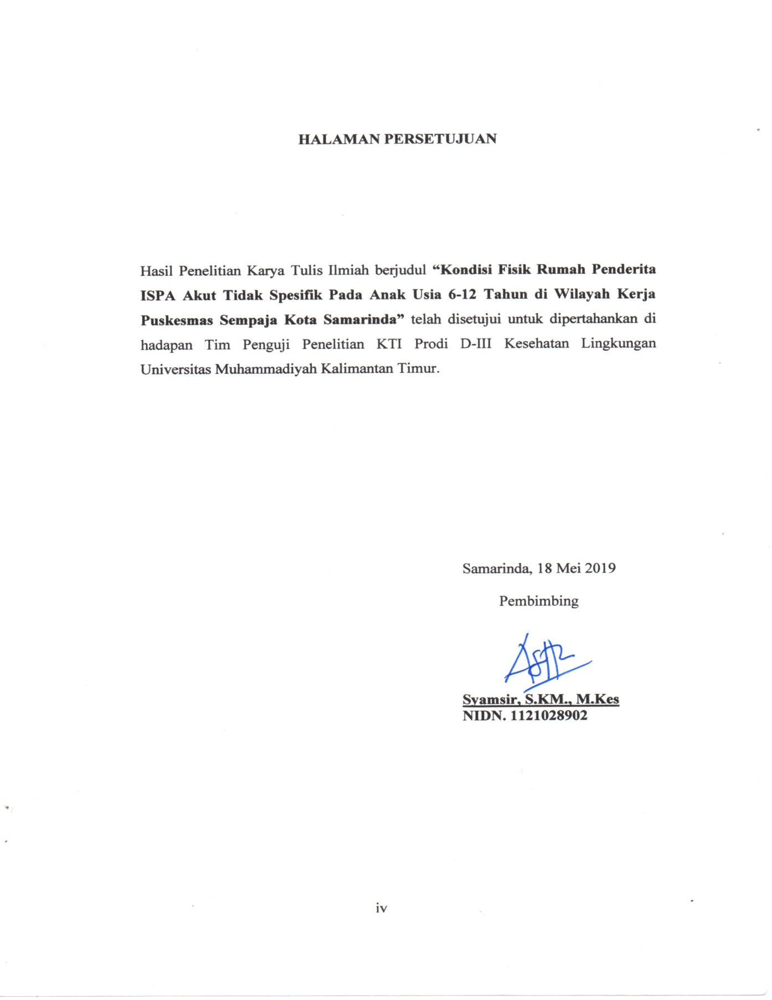 HALAMAN PERSETUJUAN
Hasil Penelitian Karya Tulis Ilmiah berjudul “Kondisi Fisik Rumah Penderita
ISPA Akut Tidak Spesifik Pada Anak Usia 6-12 Tahun di Wilayah Kerja
Puskesmas Sempaja Kota Samarinda” telah disetujui untuk dipertahankan di
hadapan Tim Penguji Penelitian KTI Prodi D-III Kesehatan Lingkungan
Universitas Muhammadiyah Kalimantan Timur.
Samarinda, 18 Mei 2019
Pembimbing
Syamsir, S.KM., M.Kes
NIDN. 1121028902
iv